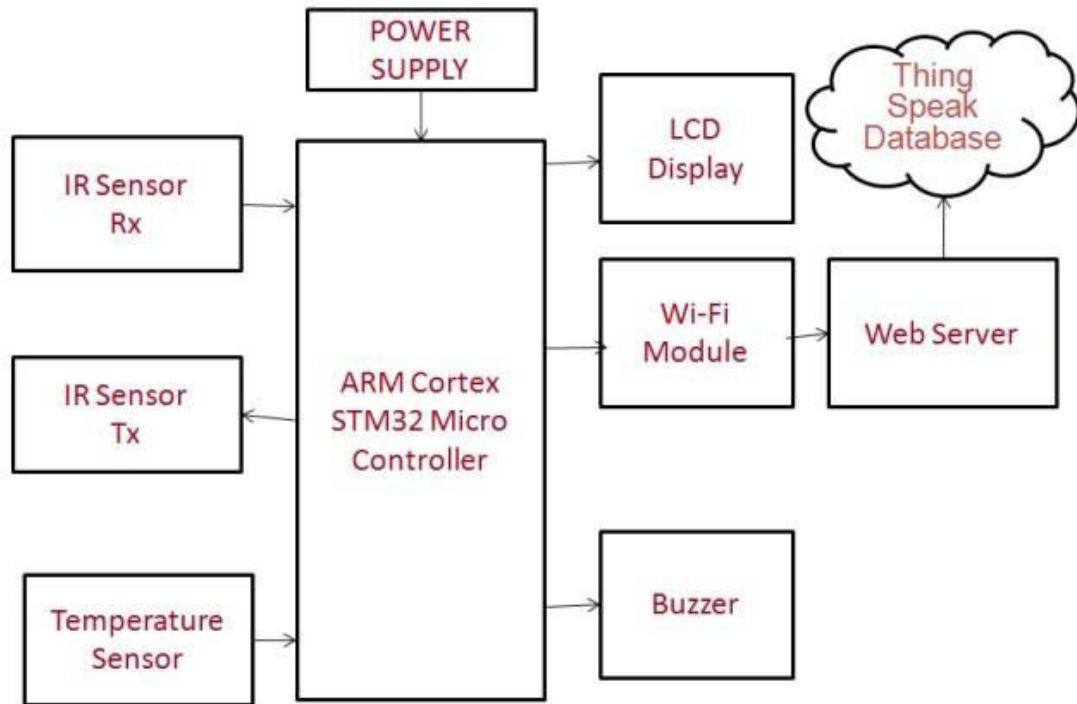 POWER
SUPPLY
Thing
Speak
Database
LCD
Display
IR Sensor
Rx
Wi-Fi
Module
Web Server
ARM Cortex
STM32 Micro
Controller
IR Sensor
Tx
Buzzer
Temperature
Sensor